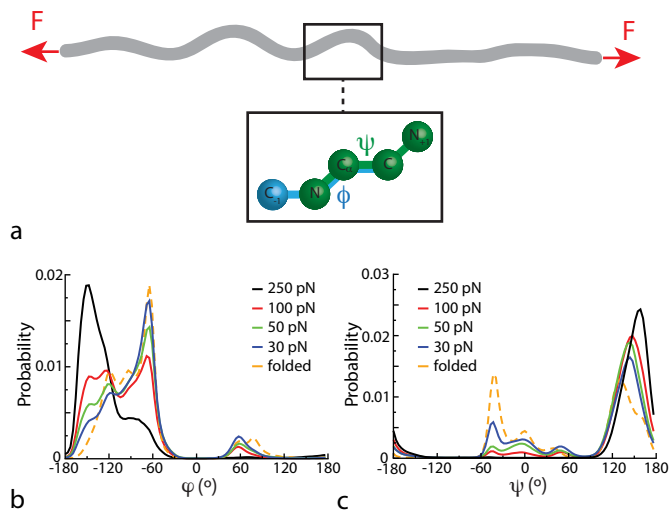 F
F
ψ
N+1
Cα
C
C-1
N
ϕ
a
0.02
0.01
0
Probability
250 pN
100 pN
50 pN
30 pN
folded
-180
-120
-60
0
60
120
180
φ (o)
b
0.03
0.02
0.01
0
Probability
250 pN
100 pN
50 pN
30 pN
folded
-180
-120
-60
0
60
120
180
ψ (o)
c